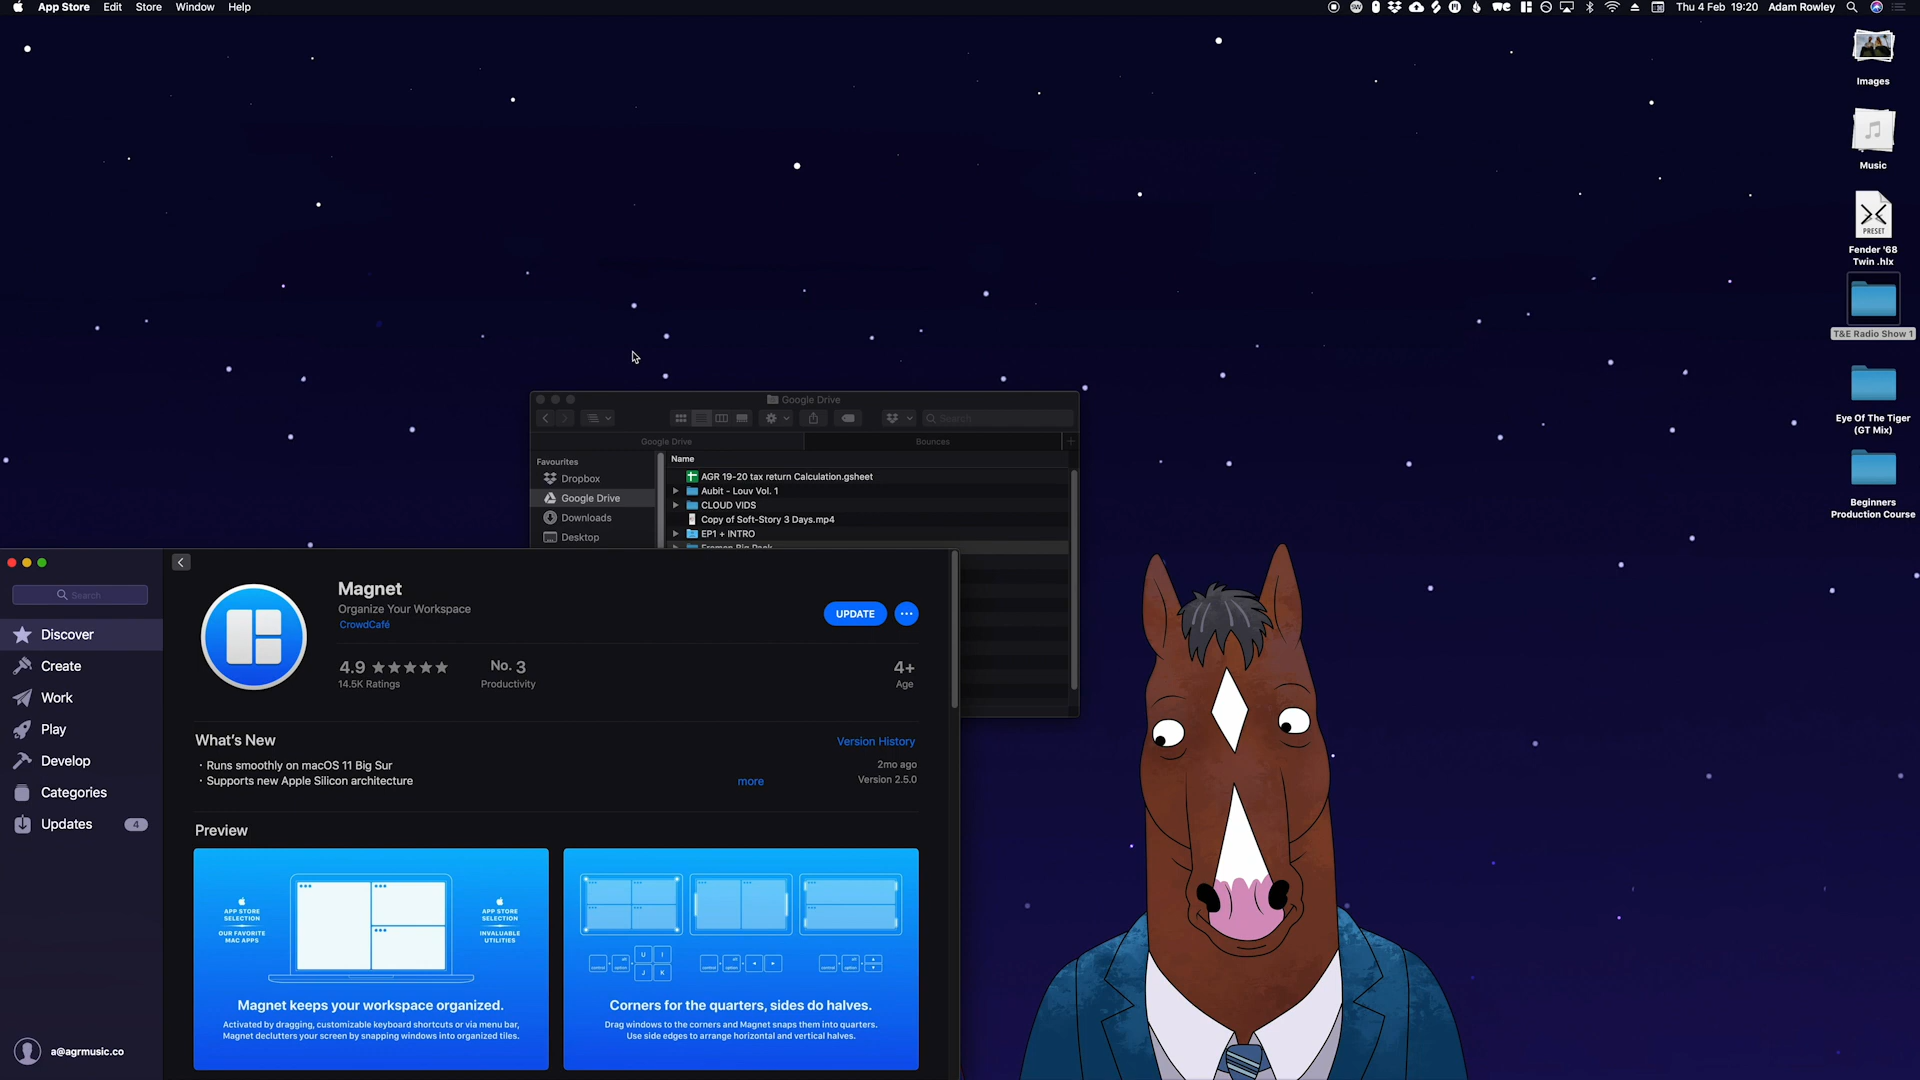 App Store Edit Store Window Help
Thu 4 Feb 19:20 Adam Rowley
Images
Music
PRESET
Fender '68
Twin .hlx
T&E Radio Show 1
Eye Of The Tiger
(GT Mix)
Beginners
Production Course
Google Drive
Search
Google Drive
Bounces
Favourites
Dropbox
Google Drive
Downloads
Desktop
Name
AGR 19-20 tax return Calculation.gsheet
Aubit - Louv Vol. 1
CLOUD VIDS
Copy of Soft-Story 3 Days.mp4
EP1 + INTRO
Search
Discover
Create
Work
Play
Develop
Categories
Updates 4
a@agrmusic.co
Magnet
Organize Your Workspace
CrowdCafé
UPDATE
4.9
14.5K Ratings
No. 3
Productivity
4+
Age
What's New
Version History
· Runs smoothly on macOS 11 Big Sur
· Supports new Apple Silicon architecture
more
2mo ago
Version 2.5.0
Preview
APP STORE
SELECTION
OUR FAVORITE
MAC APPS
APP STORE
SELECTION
INVALUABLE
UTILITIES
Magnet keeps your workspace organized.
Activated by dragging, customizable keyboard shortcuts or via menu bar,
Magnet declutters your screen by snapping windows into organized tiles.
U I
J K
Corners for the quarters, sides do halves.
Drag windows to the corners and Magnet snaps them into quarters.
Use side edges to arrange horizontal and vertical halves.